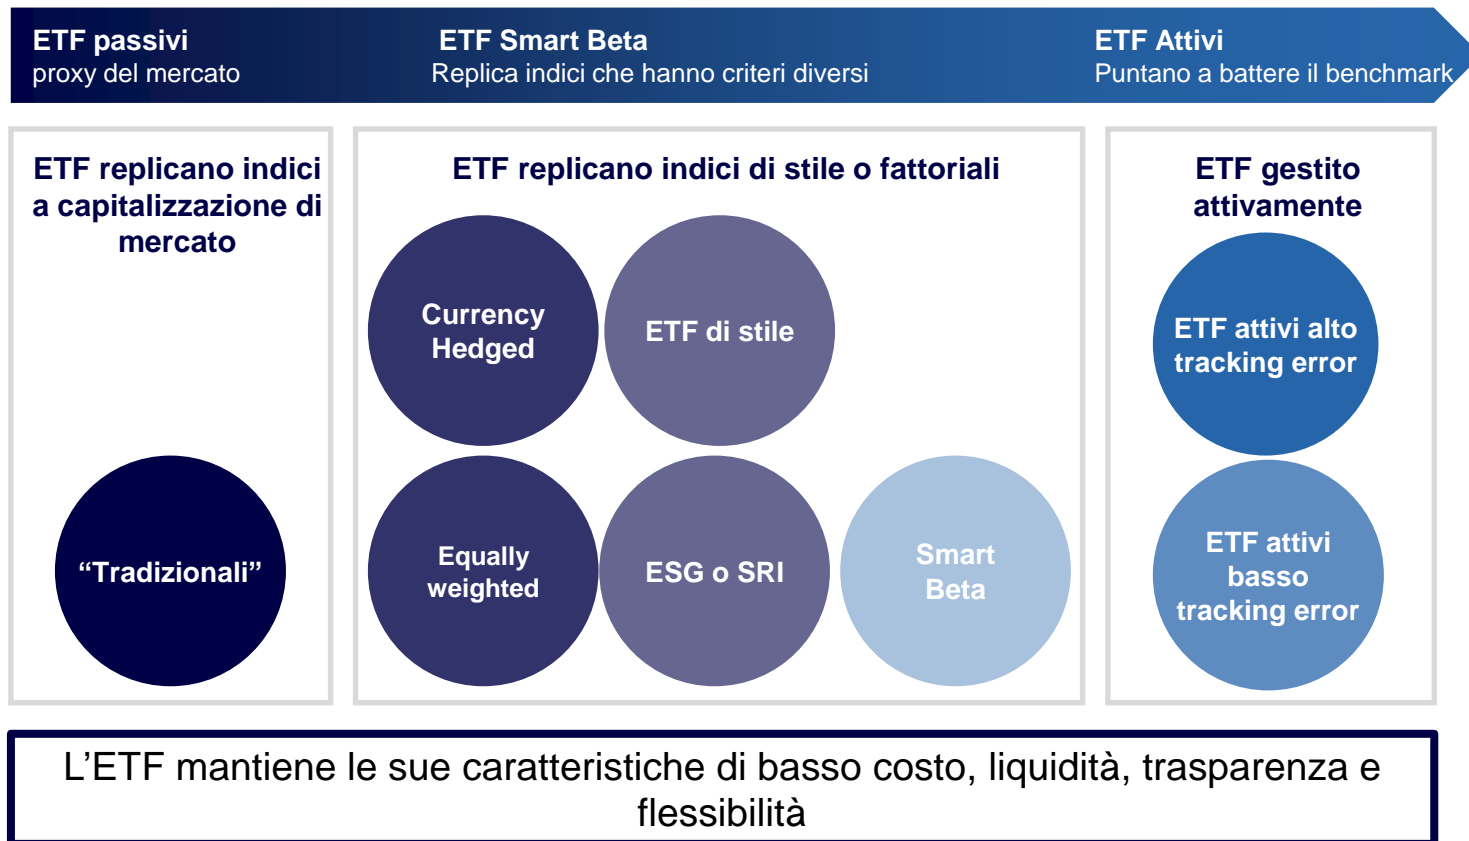 ETF passivi
proxy del mercato
ETF Smart Beta
Replica indici che hanno criteri diversi
ETF Attivi
Puntano a battere il benchmark
ETF replicano indici
a capitalizzazione di
mercato
“Tradizionali”
ETF replicano indici di stile o fattoriali
Currency
Hedged
ETF di stile
Equally
weighted
ESG o SRI
Smart
Beta
ETF gestito
attivamente
ETF attivi alto
tracking error
ETF attivi
basso
tracking error
L’ETF mantiene le sue caratteristiche di basso costo, liquidità, trasparenza e
flessibilità